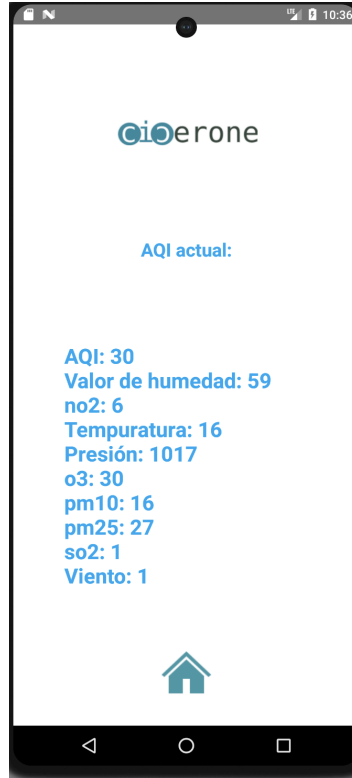 10:36
cicerone
AQI actual:
AQI: 30
Valor de humedad: 59
no2: 6
Tempuratura: 16
Presión: 1017
o3: 30
pm10: 16
pm25: 27
so2: 1
Viento: 1